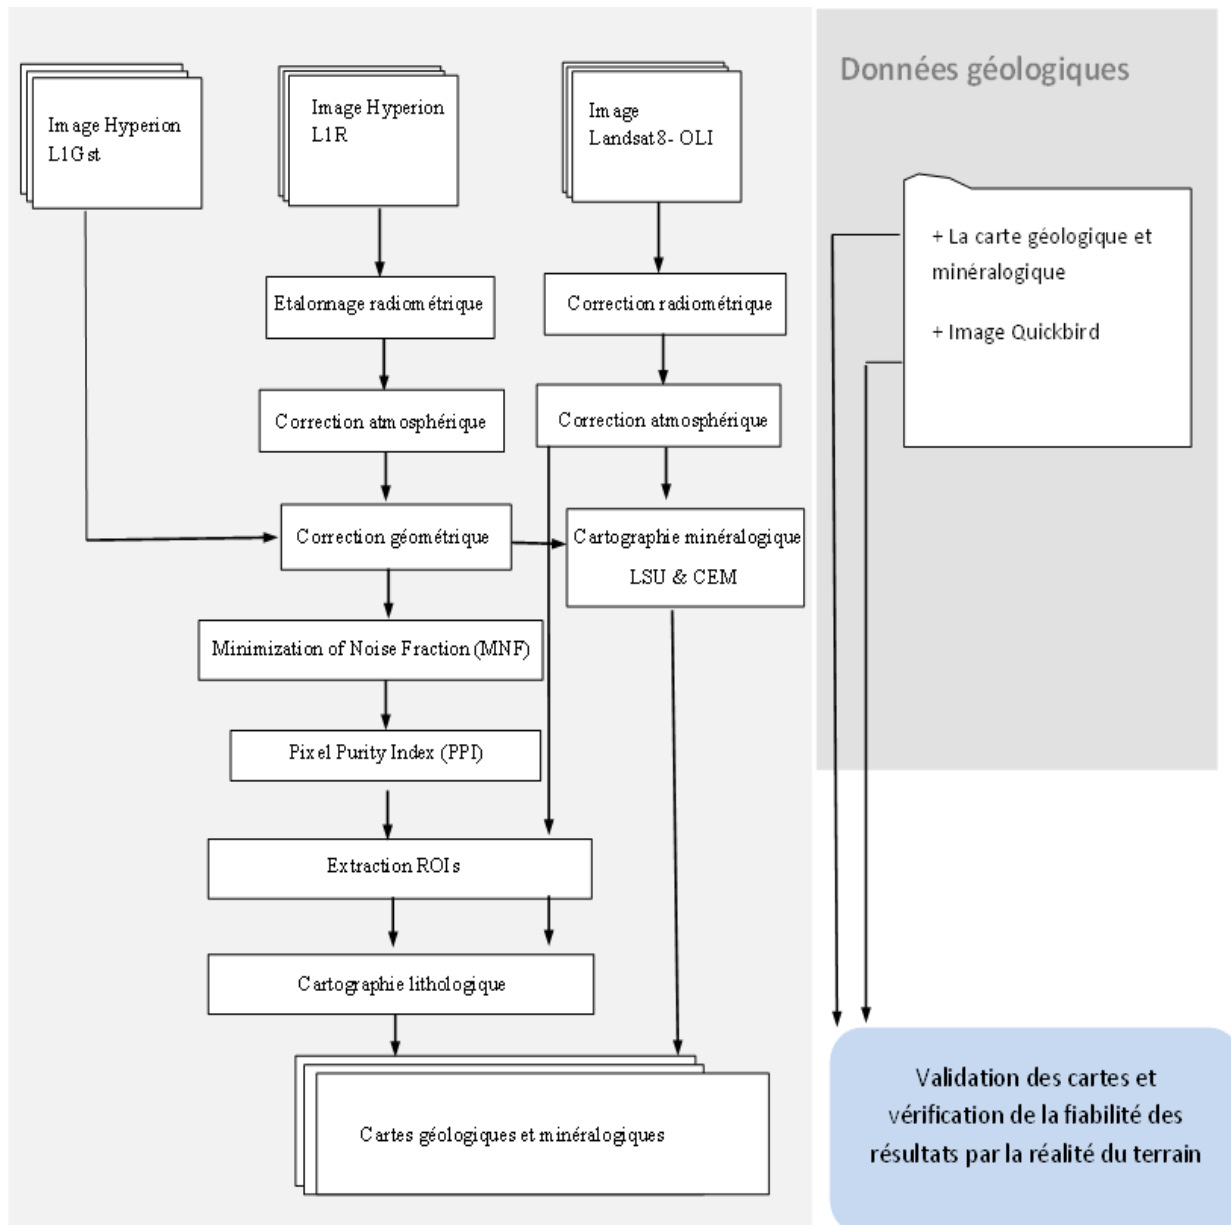 Données géologiques
Image Hyperion
L1Gst
Image Hyperion
L1R
Image
Landsat8- OLI
+ La carte géologique et
minéralogique
+ Image Quickbird
Etalonnage radiométrique
Correction radiométrique
Correction atmosphérique
Correction atmosphérique
Correction géométrique
Cartographie minéralogique
LSU & CEM
Minimization of Noise Fraction (MNF)
Pixel Purity Index (PPI)
Extraction ROIs
Cartographie lithologique
Cartes géologiques et minéralogiques
Validation des cartes et
vérification de la fiabilité des
résultats par la réalité du terrain